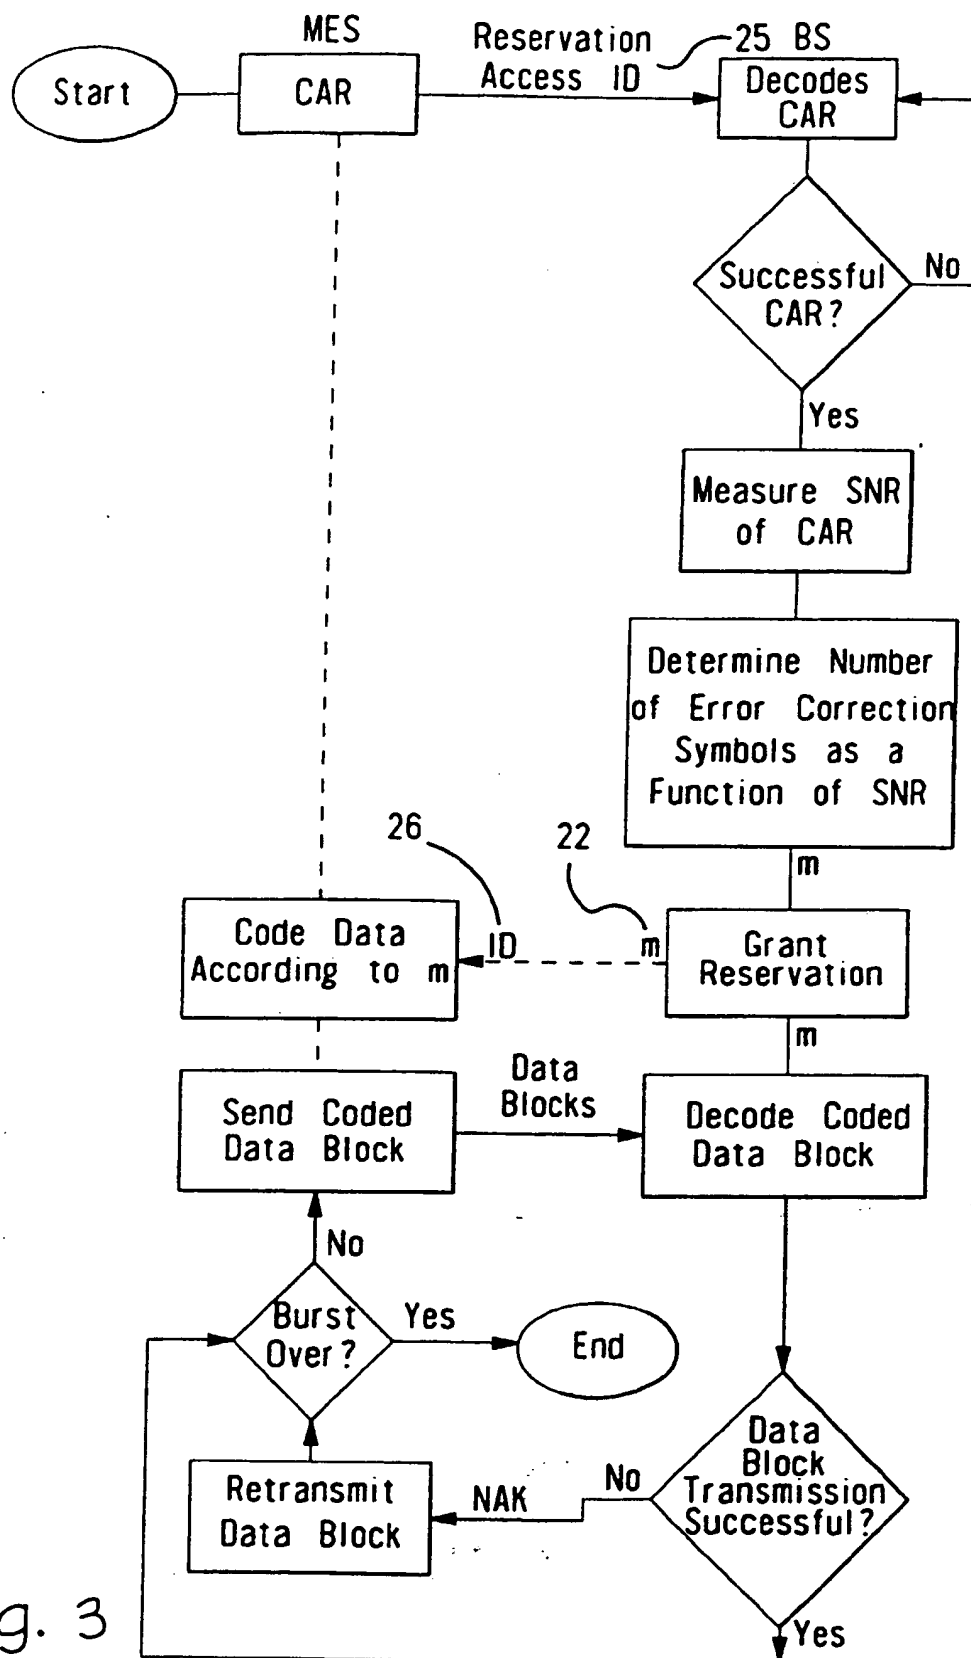 MES
Reservation
Access ID
25 BS
Start
CAR
Decodes
CAR
Successful
CAR?
No
Yes
Measure SNR
of CAR
Determine Number
of Error Correction
Symbols as a
Function of SNR
m
26
22
Code Data
According to m
ID
m
Grant
Reservation
m
Send Coded
Data Block
Data
Blocks
Decode Coded
Data Block
No
Burst
Over?
Yes
End
Data
Block
Transmission
Successful?
No
NAK
Retransmit
Data Block
Yes
g. 3